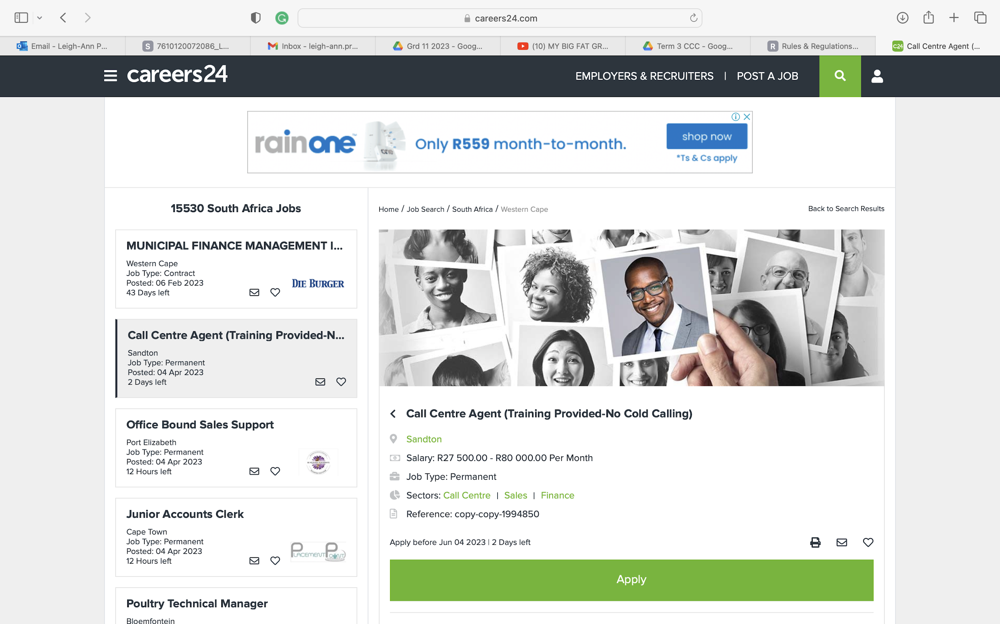 careers24.com
Email - Leigh-Ann P...
S 7610120072086_L...
Inbox - leigh-ann.pr...
Grd 11 2023 - Goog...
(10) MY BIG FAT GR...
Term 3 CCC - Goog...
R Rules & Regulations...
C24 Call Centre Agent (...
careers24
EMPLOYERS & RECRUITERS | POST A JOB
rainone™
one
Only R559 month-to-month.
shop now
*Ts & Cs apply
15530 South Africa Jobs
MUNICIPAL FINANCE MANAGEMENT I...
Western Cape
Job Type: Contract
Posted: 06 Feb 2023
43 Days left
DIE BURGER
Call Centre Agent (Training Provided-N...
Sandton
Job Type: Permanent
Posted: 04 Apr 2023
2 Days left
Office Bound Sales Support
Port Elizabeth
Job Type: Permanent
Posted: 04 Apr 2023
12 Hours left
Junior Accounts Clerk
Cape Town
Job Type: Permanent
Posted: 04 Apr 2023
12 Hours left
PLACEMENT POINT
Poultry Technical Manager
Bloemfontein
Home / Job Search / South Africa / Western Cape
Back to Search Results
Call Centre Agent (Training Provided-No Cold Calling)
Sandton
Salary: R27 500.00 - R80 000.00 Per Month
Job Type: Permanent
Sectors: Call Centre | Sales | Finance
Reference: copy-copy-1994850
Apply before Jun 04 2023 | 2 Days left
Apply